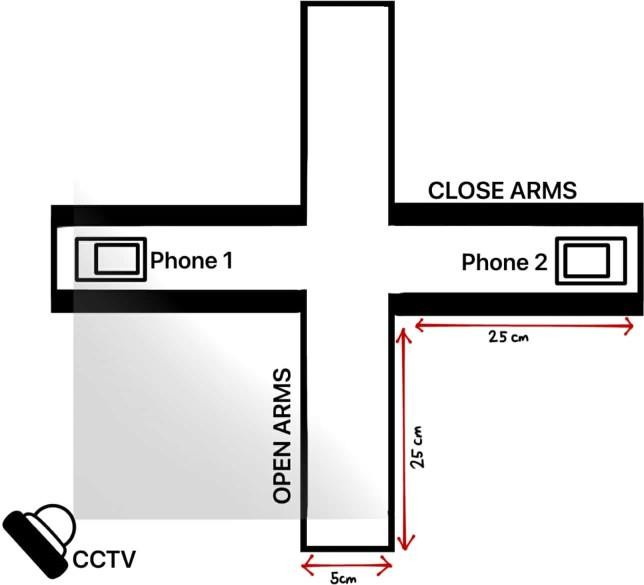 CLOSE ARMS
Phone 1
Phone 2
25 cm
OPEN ARMS
25 cm
CCTV
5cm